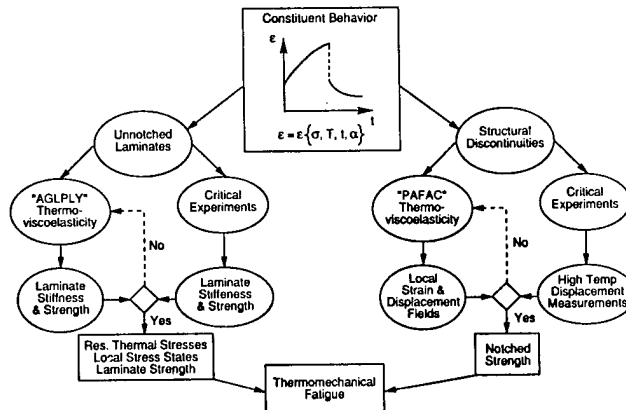 Constituent Behavior
ε
t
ε = ε{σ, T, t, α}
Unnotched
Laminates
Structural
Discontinuities
"AGLPLY"
Thermo-
viscoelasticity
Critical
Experiments
"PAFAC"
Thermo-
viscoelasticity
Critical
Experiments
No
No
Laminate
Stiffness
& Strength
Laminate
Stiffeness
& Strength
Local
Strain &
Displacement
Fields
High Temp
Displacement
Measurements
Yes
Yes
Res. Thermal Stresses
Local Stress States
Laminate Strength
Notched
Strength
Thermomechanical
Fatigue